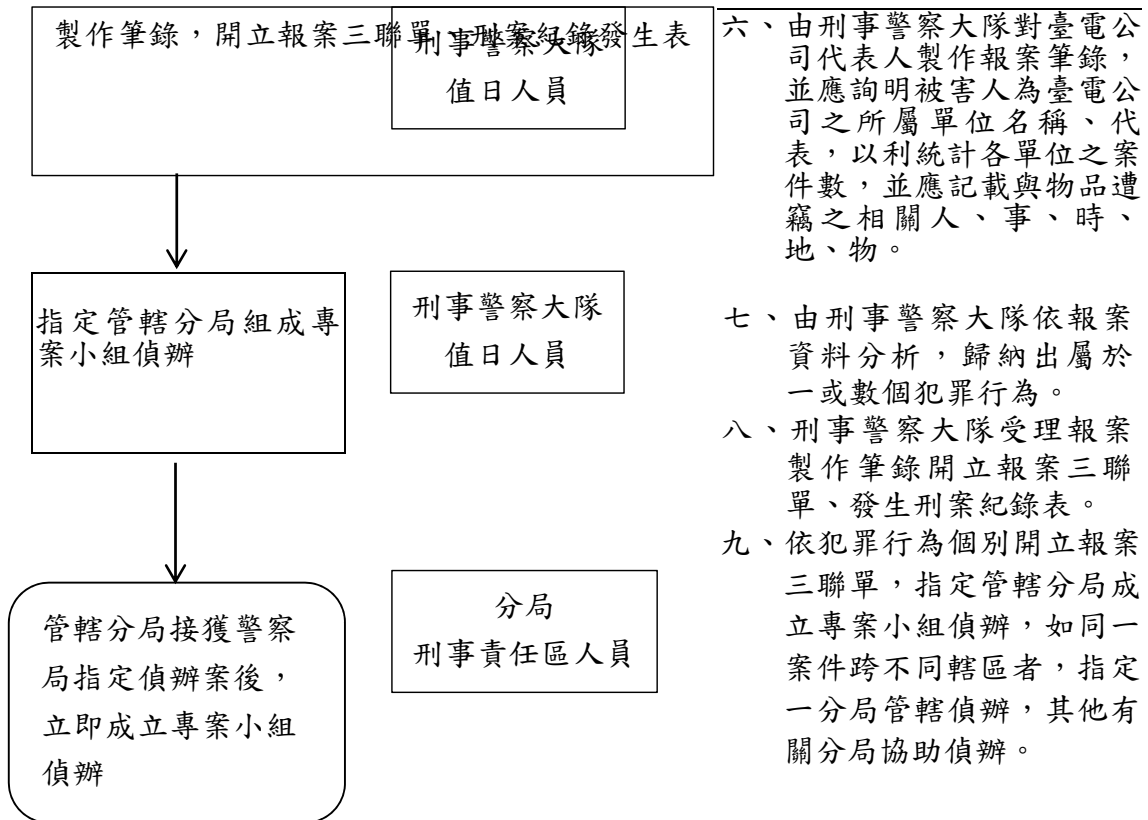 製作筆錄，開立報案三聯單、刑案紀錄發生表
刑事警察大隊
值日人員
指定管轄分局組成專
案小組偵辦
刑事警察大隊
值日人員
管轄分局接獲警察
局指定偵辦案後，
立即成立專案小組
偵辦
分局
刑事責任區人員
六、由刑事警察大隊對臺電公
司代表人製作報案筆錄，
並應詢明被害人為臺電公
司之所屬單位名稱、代
表，以利統計各單位之案
件數，並應記載與物品遭
竊之相關人、事、時、
地、物。
七、由刑事警察大隊依報案
資料分析，歸納出屬於
一或數個犯罪行為。
八、刑事警察大隊受理報案
製作筆錄開立報案三聯
單、發生刑案紀錄表。
九、依犯罪行為個別開立報案
三聯單，指定管轄分局成
立專案小組偵辦，如同一
案件跨不同轄區者，指定
一分局管轄偵辦，其他有
關分局協助偵辦。